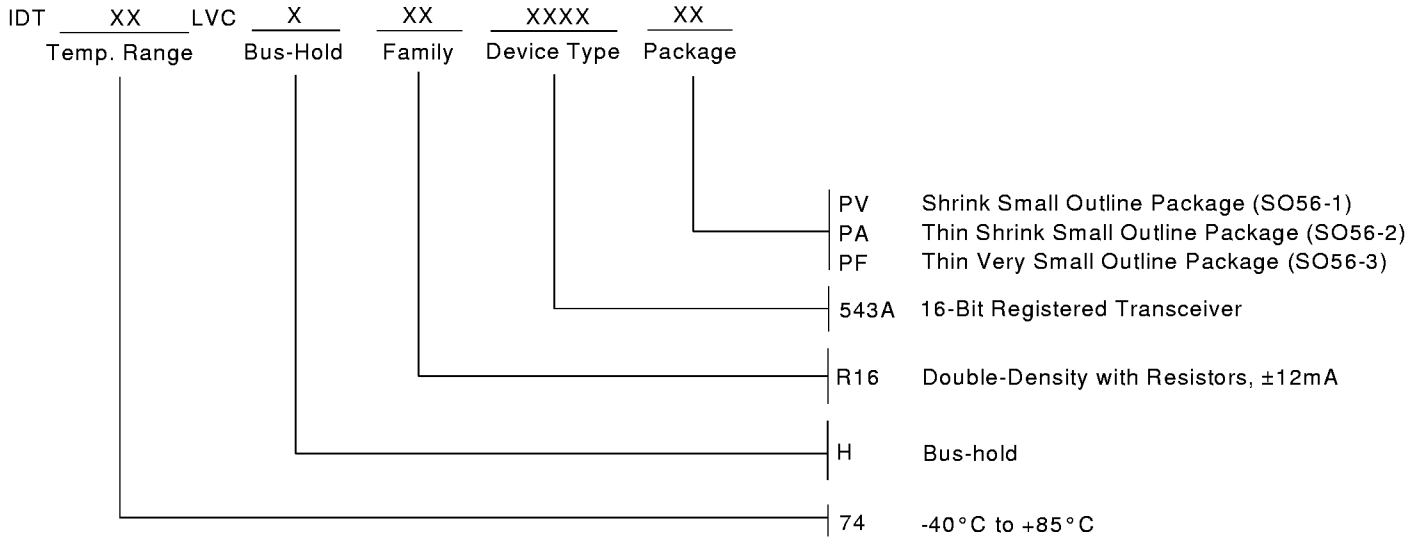 IDT XX LVC X XX XXXX XX
Temp. Range Bus-Hold Family Device Type Package
PV Shrink Small Outline Package (SO56-1)
PA Thin Shrink Small Outline Package (SO56-2)
PF Thin Very Small Outline Package (SO56-3)
543A 16-Bit Registered Transceiver
R16 Double-Density with Resistors, ±12mA
H Bus-hold
74 -40°C to +85°C